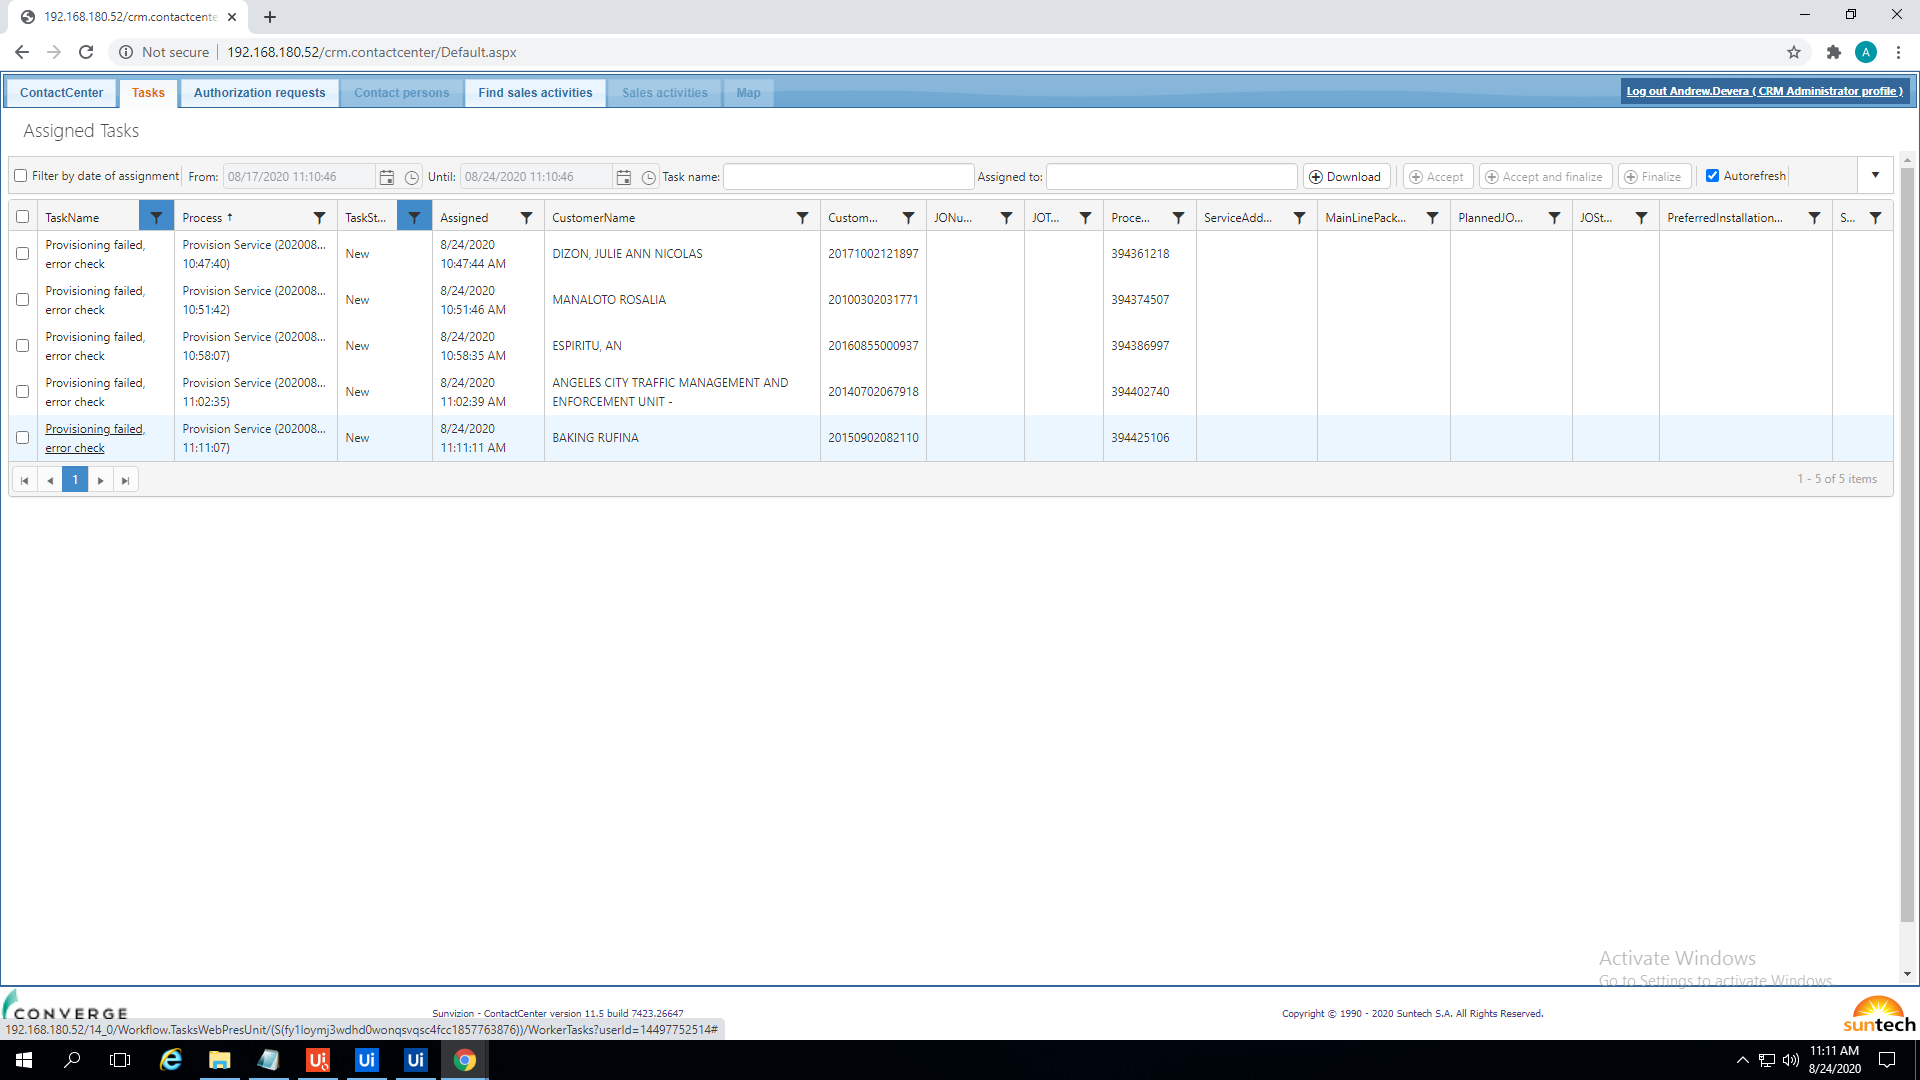 192.168.180.52/crm.contactcente
Not secure
192.168.180.52/crm.contactcenter/Default.aspx
A
ContactCenter
Tasks
Authorization requests
Contact persons
Find sales activities
Sales activities
Map
Log out Andrew.Devera ( CRM Administrator profile )
Assigned Tasks
Filter by date of assignment
From: 08/17/2020 11:10:46
Until: 08/24/2020 11:10:46
Task name:
Assigned to:
Download
Accept
Accept and finalize
Finalize
Autorefresh
TaskName Process ↑ TaskSt... Assigned CustomerName Custom... JONu... JOT... Proce... ServiceAdd... MainLinePack... PlannedJO... JOSt... PreferredInstallation... S...
Provisioning failed, Provision Service (202008... 8/24/2020
New DIZON, JULIE ANN NICOLAS 20171002121897 394361218
error check 10:47:40) 10:47:44 AM
Provisioning failed, Provision Service (202008... 8/24/2020
New MANALOTO ROSALIA 20100302031771 394374507
error check 10:51:42) 10:51:46 AM
Provisioning failed, Provision Service (202008... 8/24/2020
New ESPIRITU, AN 20160855000937 394386997
error check 10:58:07) 10:58:35 AM
Provisioning failed, Provision Service (202008... 8/24/2020 ANGELES CITY TRAFFIC MANAGEMENT AND
New 20140702067918 394402740
error check 11:02:35) 11:02:39 AM ENFORCEMENT UNIT -
Provisioning failed, Provision Service (202008... 8/24/2020
New BAKING RUFINA 20150902082110 394425106
error check 11:11:07) 11:11:11 AM
1
1 - 5 of 5 items
Activate Windows
Go to Settings to activate Windows.
CONVERGE
Sunvizion - ContactCenter version 11.5 build 7423.26647
Copyright © 1990 - 2020 Suntech S.A. All Rights Reserved.
suntech
192.168.180.52/14_0/Workflow.TasksWebPresUnit/(S(fy1loymj3wdhd0wonqsvqsc4fcc1857763876))/WorkerTasks?userId=14497752514#
Ui
Ui
Ui
11:11 AM
8/24/2020